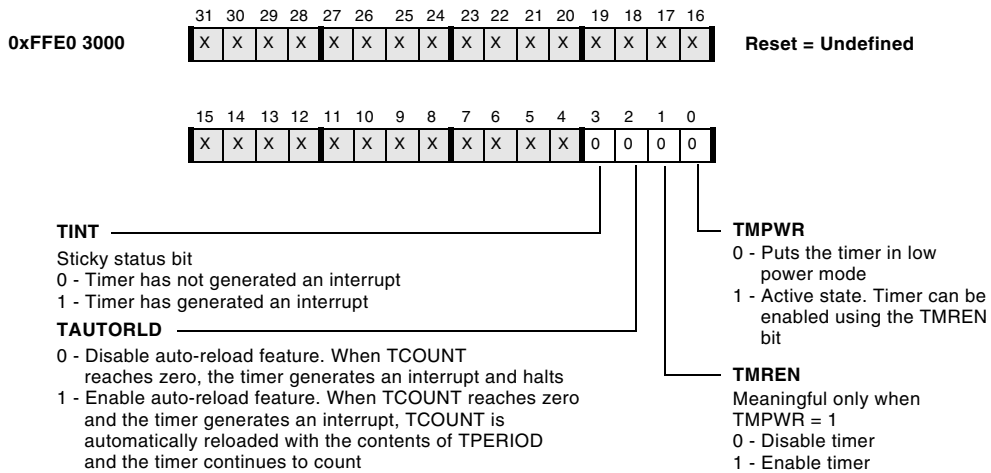 31 30 29 28 27 26 25 24 23 22 21 20 19 18 17 16
0xFFE0 3000 X X X X X X X X X X X X X X X X Reset = Undefined
15 14 13 12 11 10 9 8 7 6 5 4 3 2 1 0
X X X X X X X X X X X X 0 0 0 0
TINT
Sticky status bit
0 - Timer has not generated an interrupt
1 - Timer has generated an interrupt
TAUTORLD
0 - Disable auto-reload feature. When TCOUNT
reaches zero, the timer generates an interrupt and halts
1 - Enable auto-reload feature. When TCOUNT reaches zero
and the timer generates an interrupt, TCOUNT is
automatically reloaded with the contents of TPERIOD
and the timer continues to count
TMPWR
0 - Puts the timer in low
power mode
1 - Active state. Timer can be
enabled using the TMREN
bit
TMREN
Meaningful only when
TMPWR = 1
0 - Disable timer
1 - Enable timer